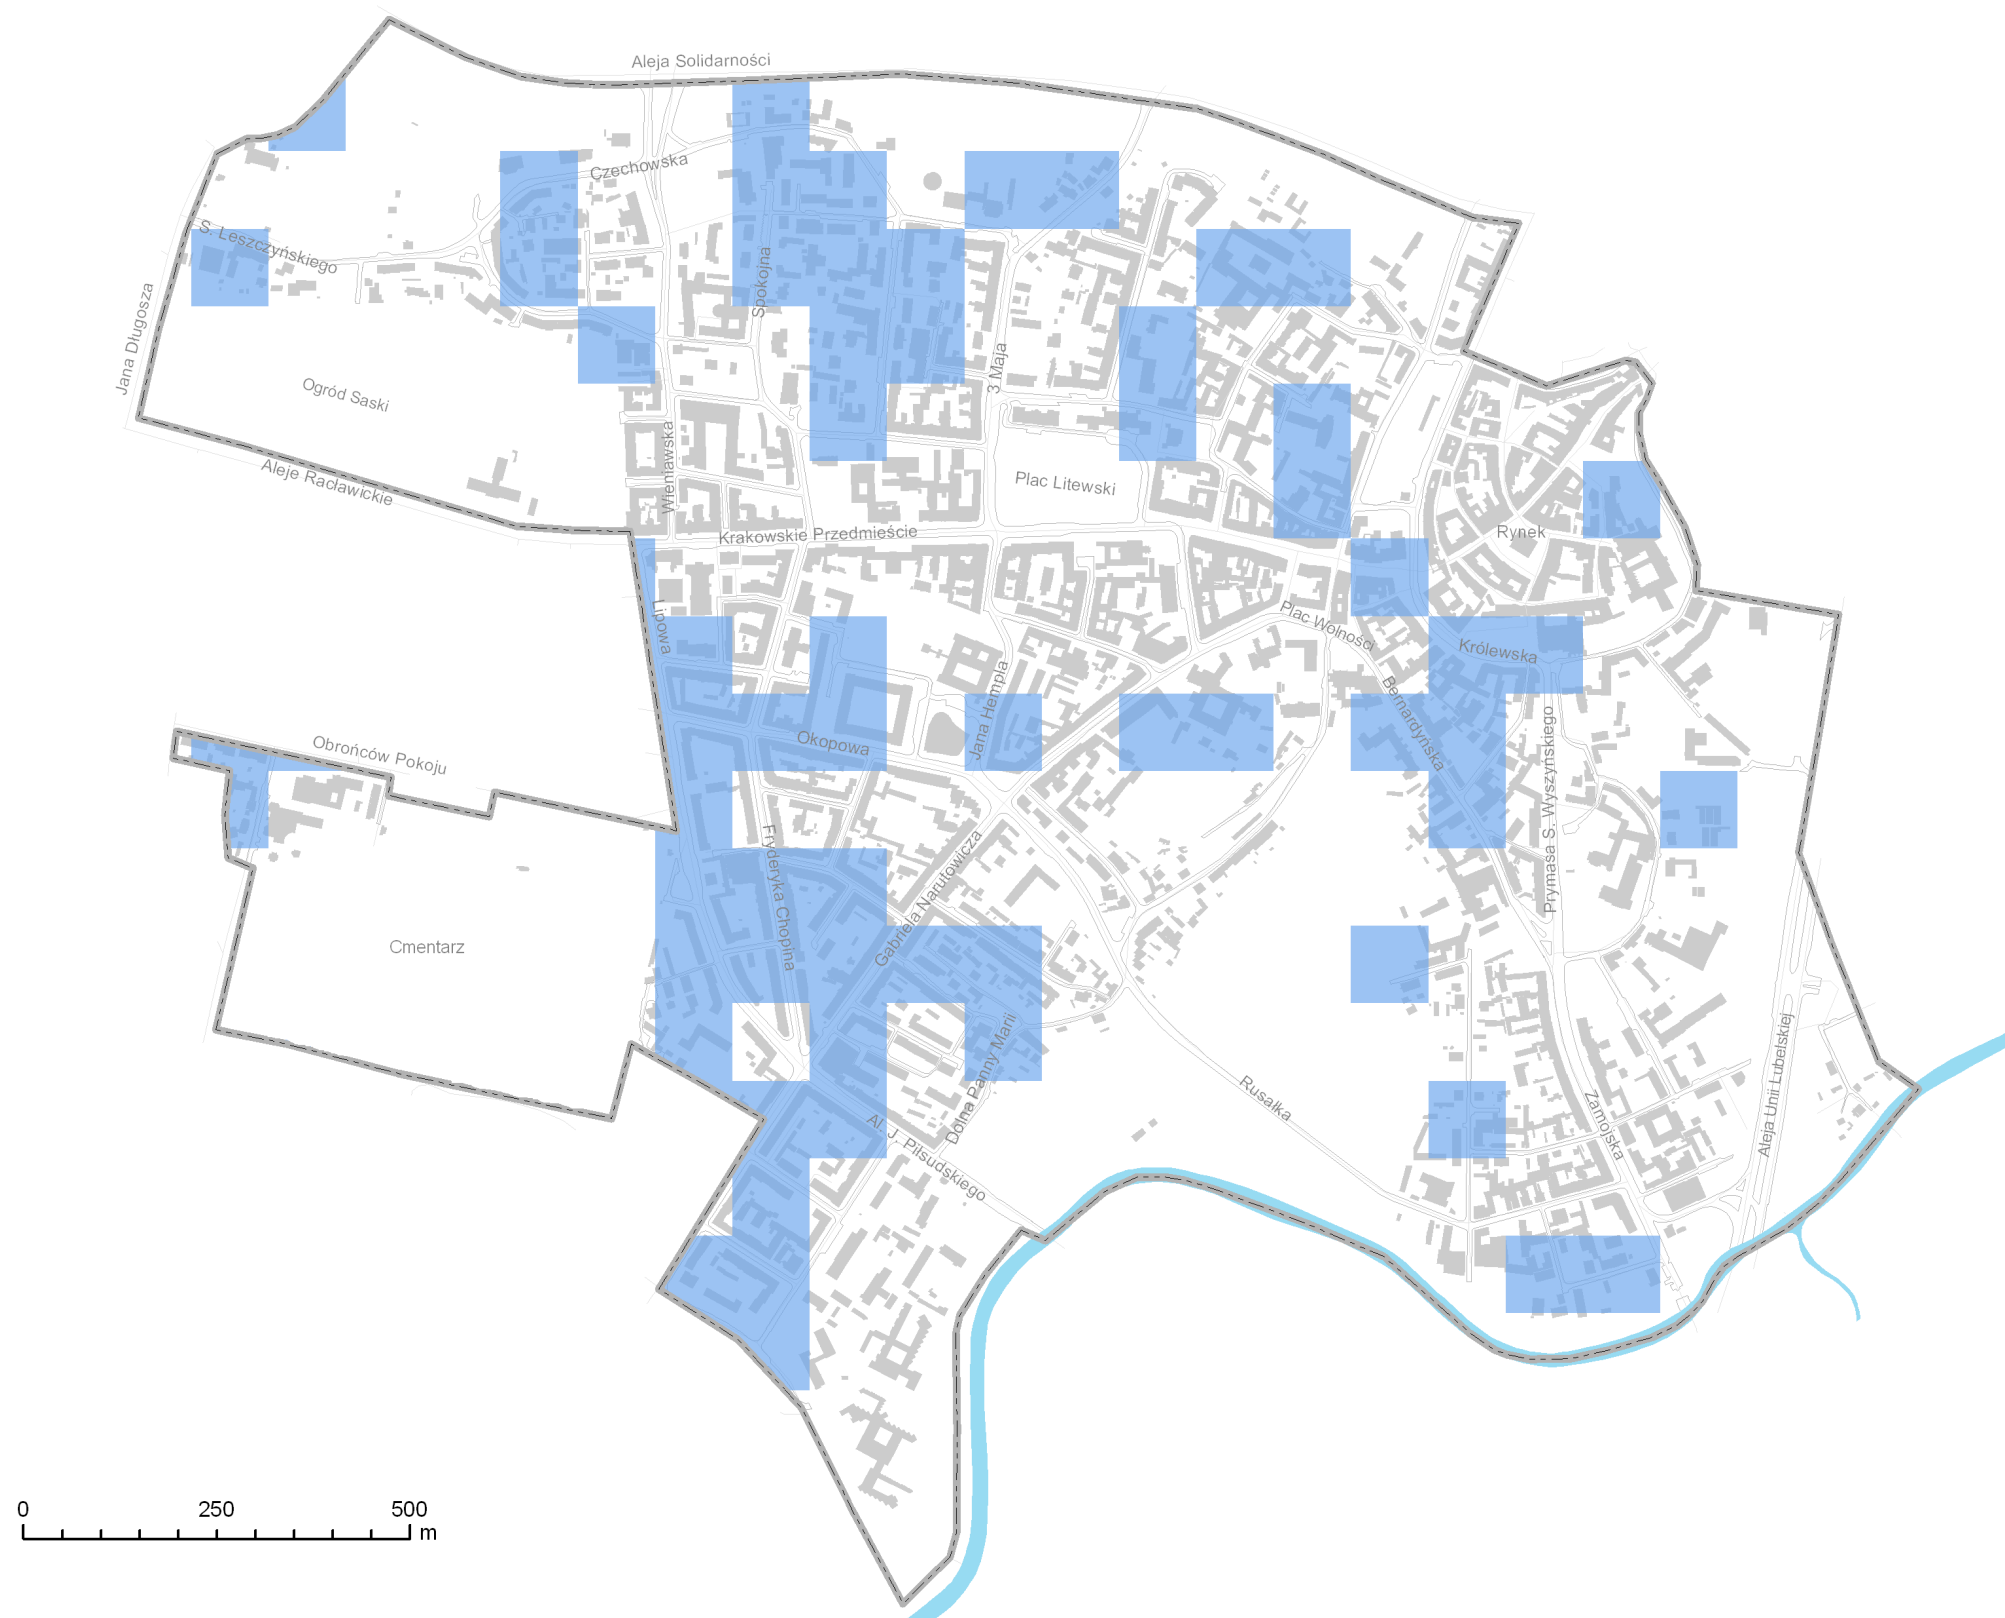 Aleja Solidarności
Czechowska
S. Leszczyńskiego
Spokojna
Jana Długosza
3 Maja
Ogród Saski
Wieniawska
Aleje Racławickie
Plac Litewski
Krakowskie Przedmieście
Rynek
Lipowa
Plac Wolności
Królewska
Bernardyńska
Jana Hempla
Okopowa
Obrońców Pokoju
Prymasa S. Wyszyńskiego
Fryderyka Chopina
Gabriela Narutowicza
Cmentarz
Dolna Panny Marii
Rusałka
Aleja Unii Lubelskiej
Zamojska
Al. J. Piłsudskiego
0 250 500
m